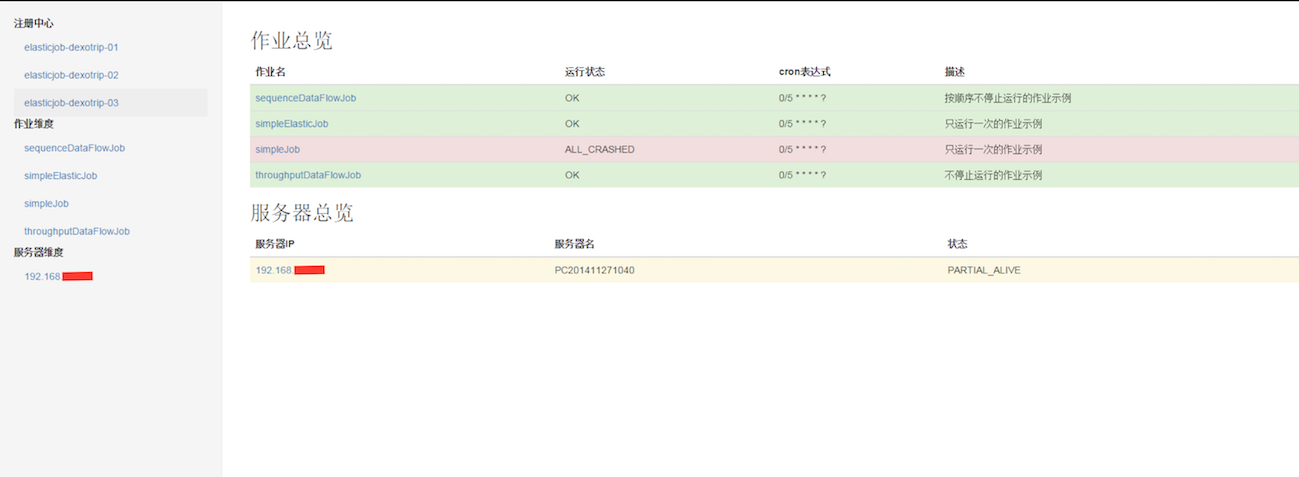 注册中心
elasticjob-dexotrip-01
elasticjob-dexotrip-02
elasticjob-dexotrip-03
作业维度
sequenceDataFlowJob
simpleElasticJob
simpleJob
throughputDataFlowJob
服务器维度
192.168
作业总览
作业名 运行状态 cron表达式 描述
sequenceDataFlowJob OK 0/5 * * * * ? 按顺序不停止运行的作业示例
simpleElasticJob OK 0/5 * * * * ? 只运行一次的作业示例
simpleJob ALL_CRASHED 0/5 * * * * ? 只运行一次的作业示例
throughputDataFlowJob OK 0/5 * * * * ? 不停止运行的作业示例
服务器总览
服务器IP 服务器名 状态
192.168. PC201411271040 PARTIAL_ALIVE